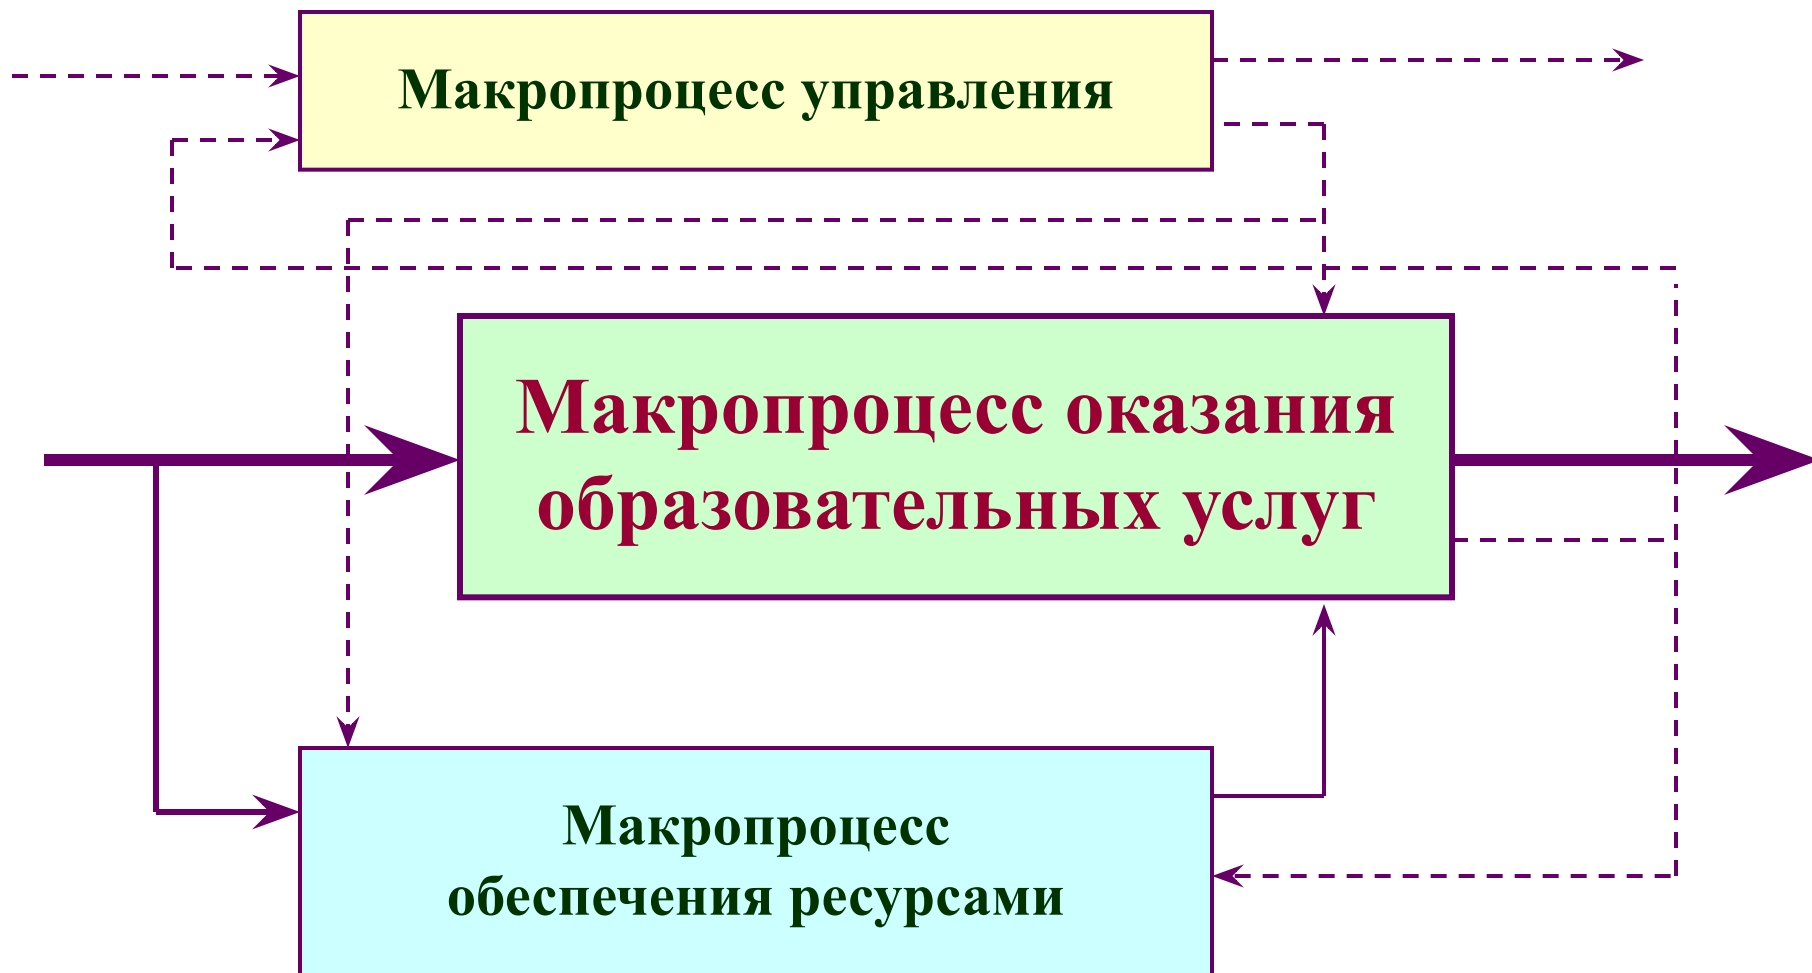 Макропроцесс управления
Макропроцесс оказания
образовательных услуг
Макропроцесс
обеспечения ресурсами